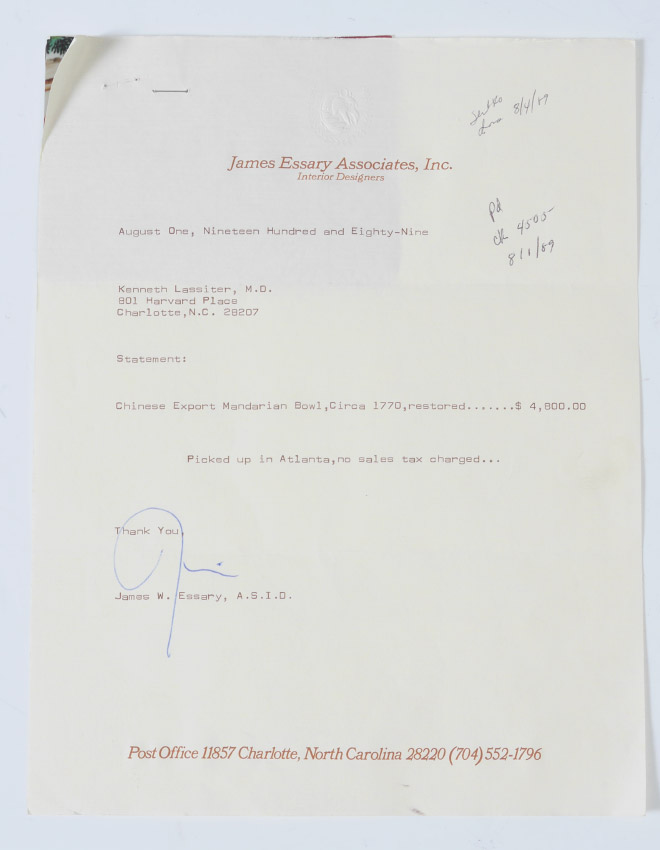 8/4/89
James Essary Associates, Inc.
Interior Designers
pd
ck 4505
8/1/89
August One, Nineteen Hundred and Eighty-Nine
Kenneth Lassiter, M.D.
801 Harvard Place
Charlotte,N.C. 28207
Statement:
Chinese Export Mandarian Bowl,Circa 1770,restored.......$ 4,800.00
Picked up in Atlanta,no sales tax charged...
Thank You,
James W. Essary, A.S.I.D.
Post Office 11857 Charlotte, North Carolina 28220 (704) 552-1796